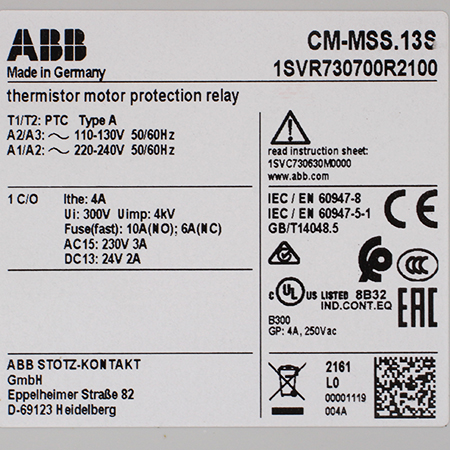 ABB
CM-MSS.13S
Made in Germany
1SVR730700R2100
thermistor motor protection relay
T1/T2: PTC Type A
A2/A3: ～ 110-130V 50/60Hz
A1/A2: ～ 220-240V 50/60Hz
read instruction sheet:
1SVC730630M0000
www.abb.com
1 C/O
Ithe: 4A
Ui: 300V Uimp: 4kV
Fuse(fast): 10A(NO); 6A(NC)
AC15: 230V 3A
DC13: 24V 2A
IEC / EN 60947-8
IEC / EN 60947-5-1
GB/T14048.5
CE
CCC
C UL US LISTED 8B32
IND.CONT.EQ
EAC
B300
GP: 4A, 250Vac
ABB STOTZ-KONTAKT
GmbH
Eppelheimer Straße 82
D-69123 Heidelberg
2161
L0
00001119
004A